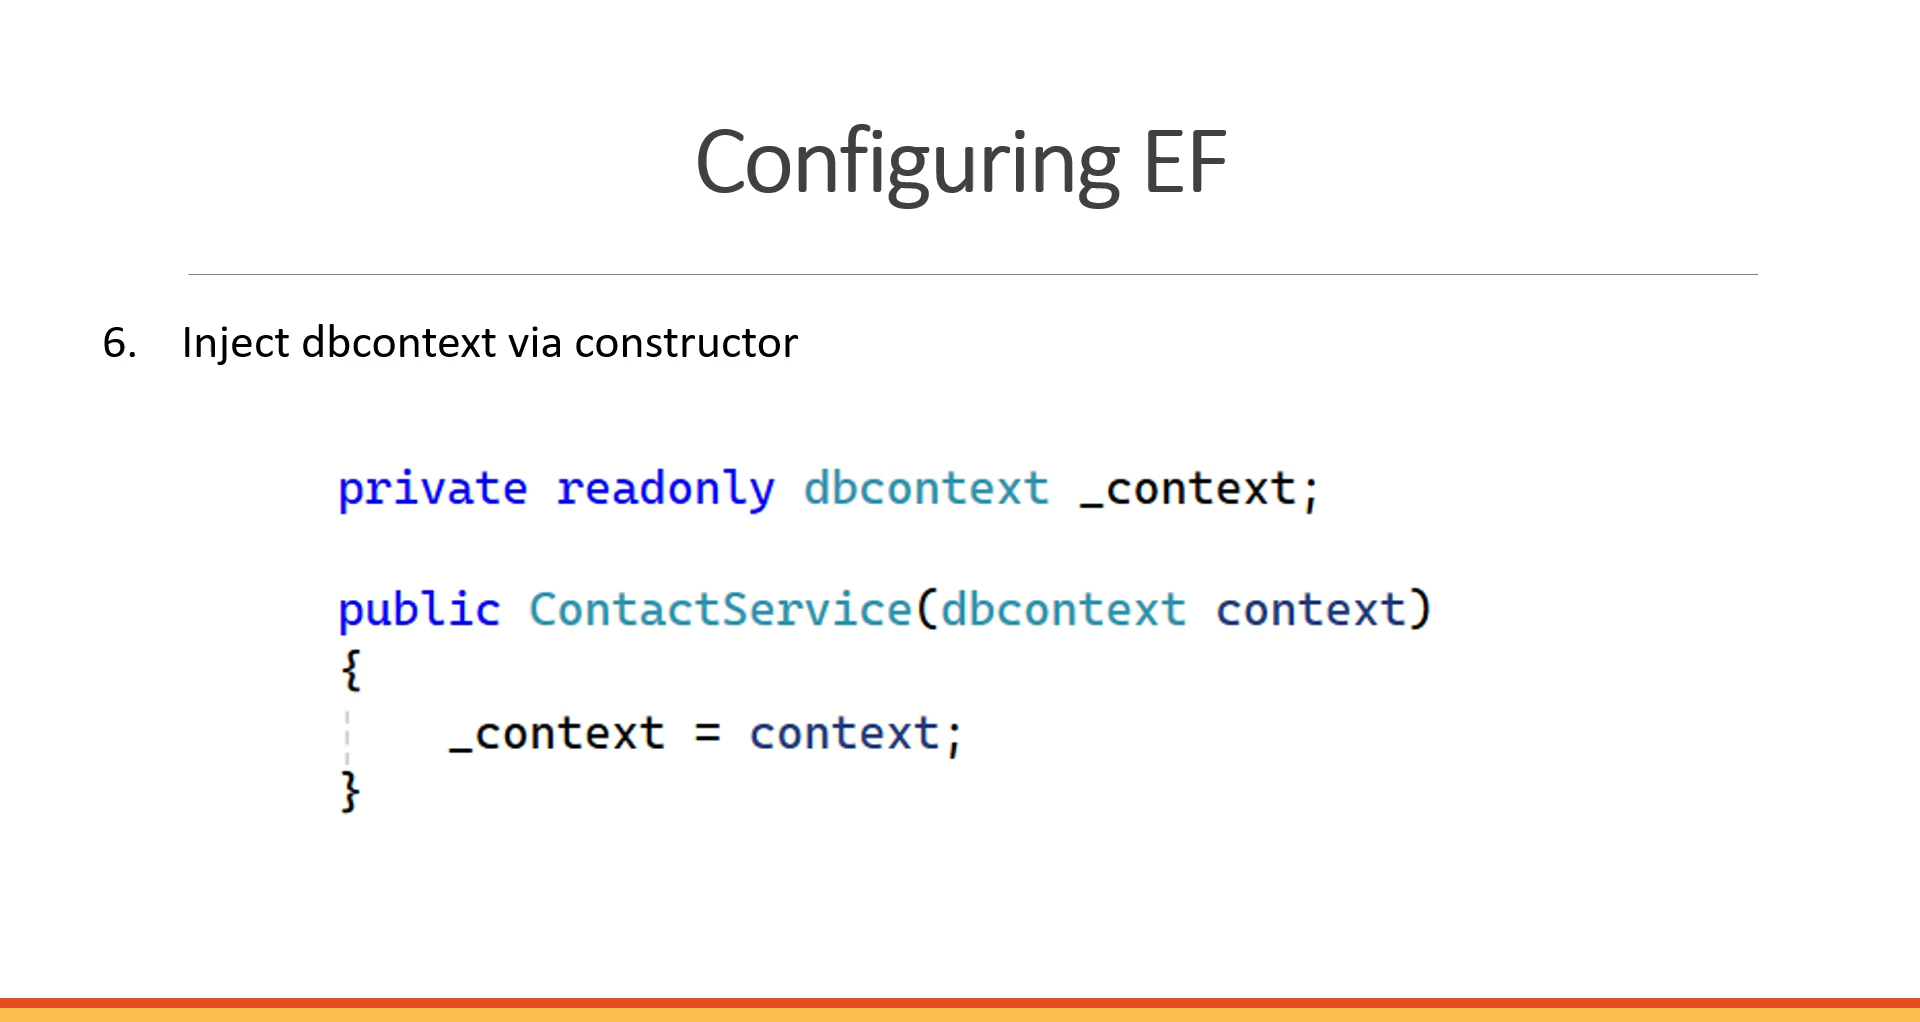 Configuring EF
6. Inject dbcontext via constructor
private readonly dbcontext _context;
public ContactService(dbcontext context)
{
_context = context;
}